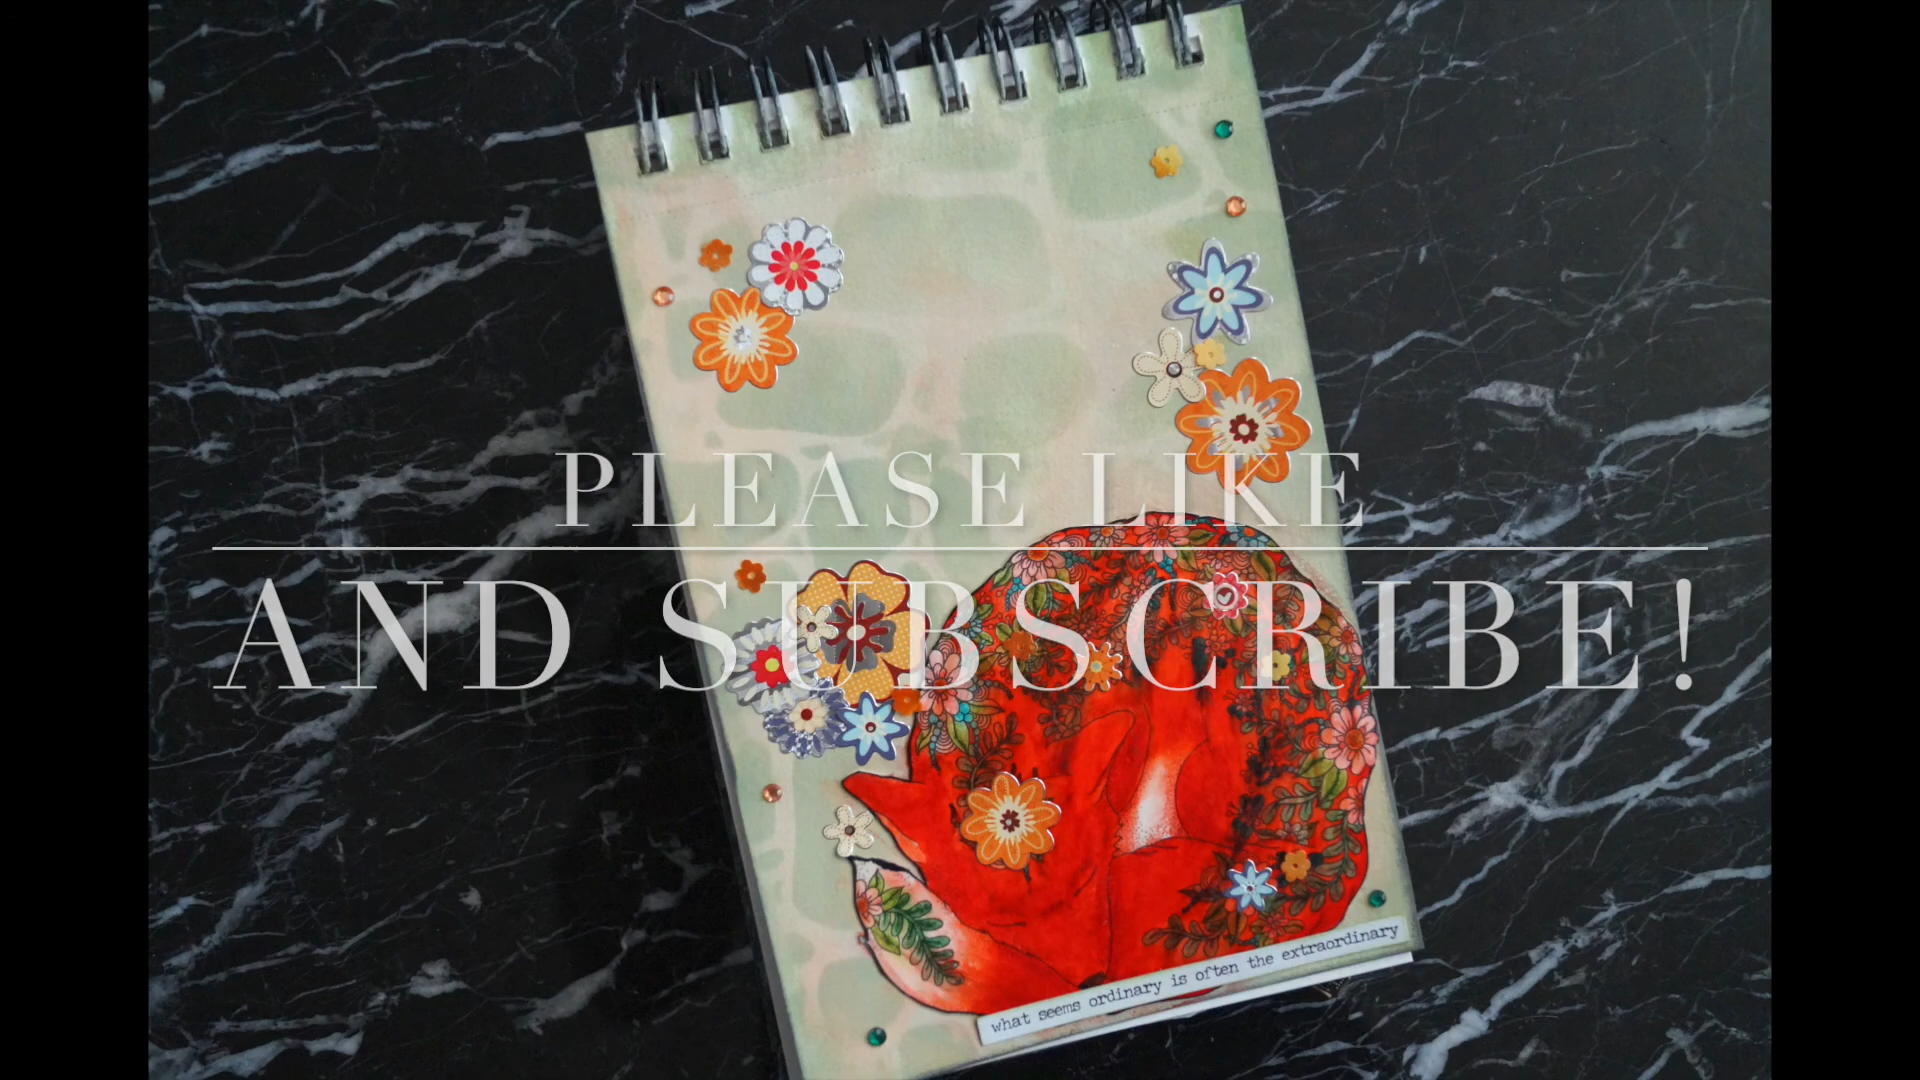 PLEASE LIKE
AND SUBSCRIBE!
what seems ordinary is often the extraordinary